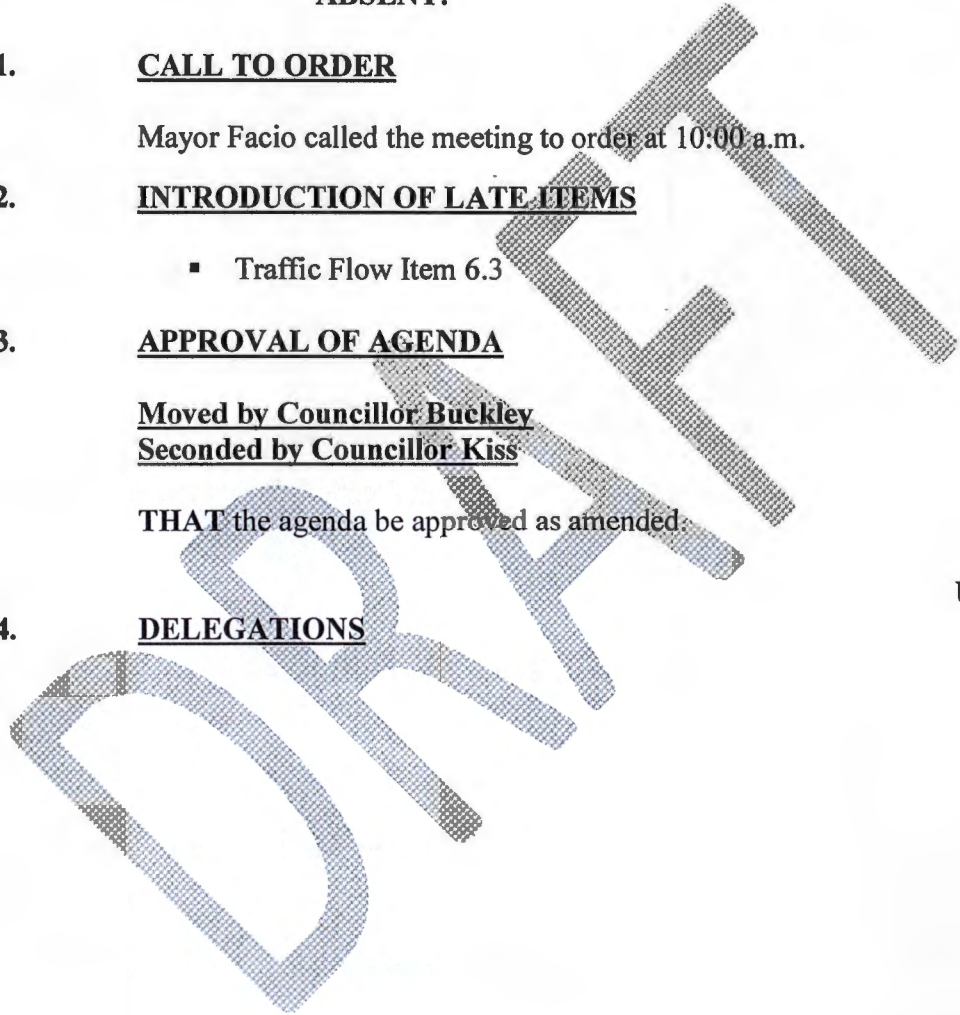 ABSENT:
1. CALL TO ORDER
Mayor Facio called the meeting to order at 10:00 a.m.
2. INTRODUCTION OF LATE ITEMS
▪ Traffic Flow Item 6.3
3. APPROVAL OF AGENDA
Moved by Councillor Buckley
Seconded by Councillor Kiss
THAT the agenda be approved as amended.
4. DELEGATIONS
DRAFT